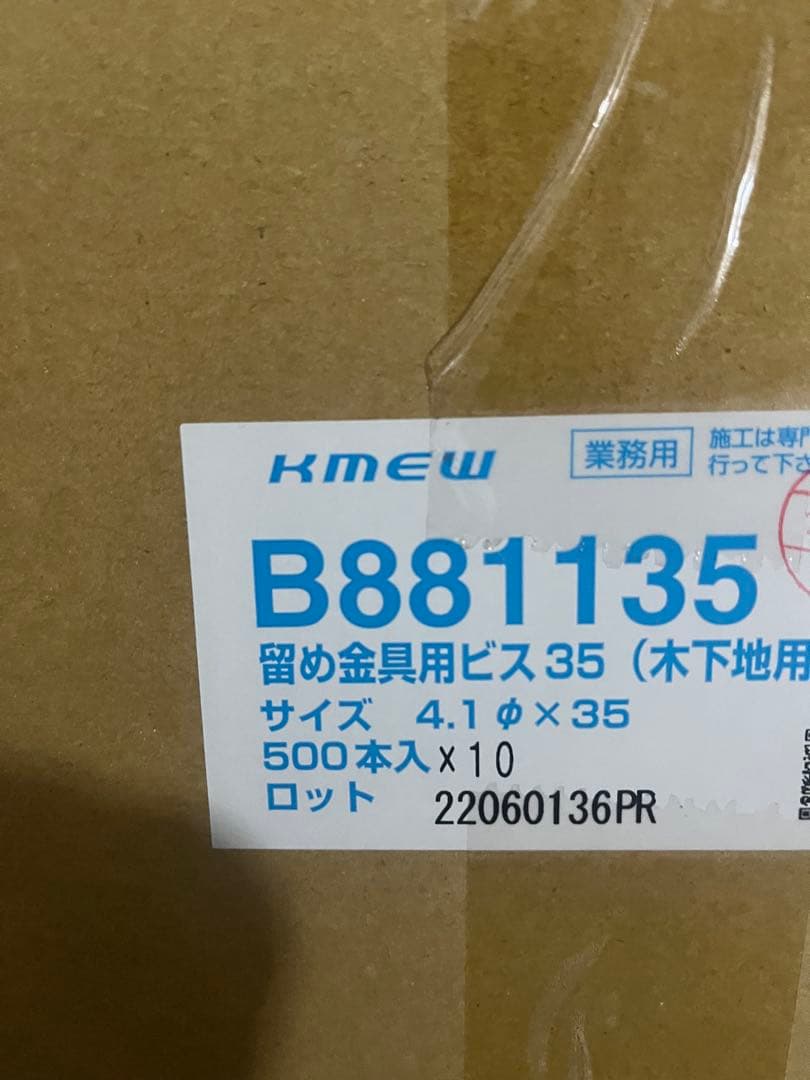 KMEW
業務用
施工は専門
行って下さ
B881135
留め金具用ビス35（木下地用
サイズ 4.1φ×35
500本入×10
ロット 22060136PR